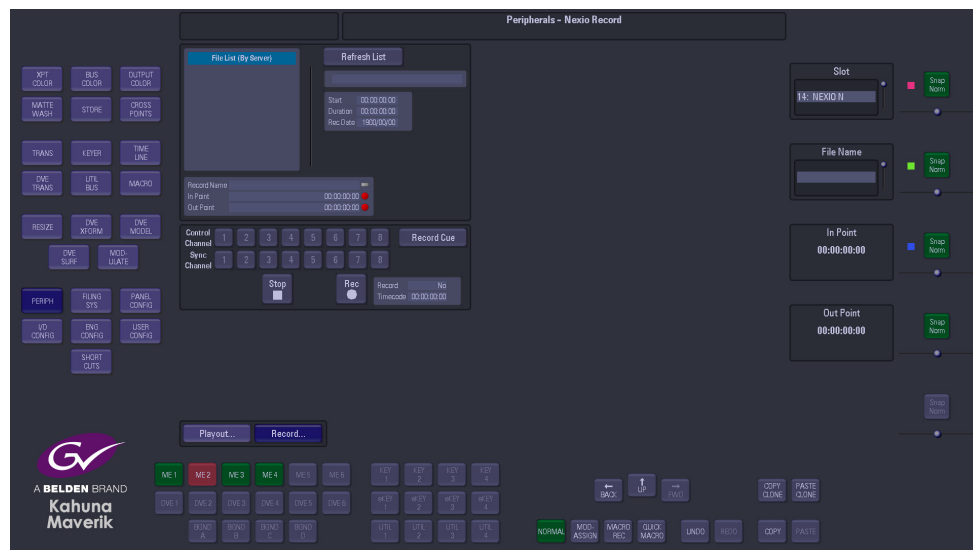 Peripherals – Nexio Record
XPT COLOR
BUS COLOR
OUTPUT COLOR
MATTE WASH
STORE
CROSS POINTS
TRANS
KEYER
TIME LINE
DVE TRANS
UTIL BUS
MACRO
RESIZE
DVE XFORM
DVE MODEL
DVE SURF
MOD- ULATE
PERIPH
FILING SYS
PANEL CONFIG
I/O CONFIG
ENG CONFIG
USER CONFIG
SHORT CUTS
File List (By Server)
Refresh List
Start 00:00:00:00
Duration 00:00:00:00
Rec Date 1900/00/00
Record Name
In Point 00:00:00:00
Out Point 00:00:00:00
Control Channel 1 2 3 4 5 6 7 8 Record Cue
Sync Channel 1 2 3 4 5 6 7 8
Stop
Rec
Record No
Timecode 00:00:00:00
Slot
14: NEXIO N
Snap Norm
File Name
Snap Norm
In Point
00:00:00:00
Snap Norm
Out Point
00:00:00:00
Snap Norm
Snap Norm
Playout...
Record...
GV
A BELDEN BRAND
Kahuna
Maverik
ME 1 ME 2 ME 3 ME 4 ME 5 ME 6
DVE 1 DVE 2 DVE 3 DVE 4 DVE 5 DVE 6
BGND A BGND B BGND C BGND D
KEY 1 KEY 2 KEY 3 KEY 4
eKEY 1 eKEY 2 eKEY 3 eKEY 4
UTIL 1 UTIL 2 UTIL 3 UTIL 4
← BACK
↑ UP
→ FWD
COPY CLONE
PASTE CLONE
NORMAL
MOD- ASSIGN
MACRO REC
QUICK MACRO
UNDO
REDO
COPY
PASTE